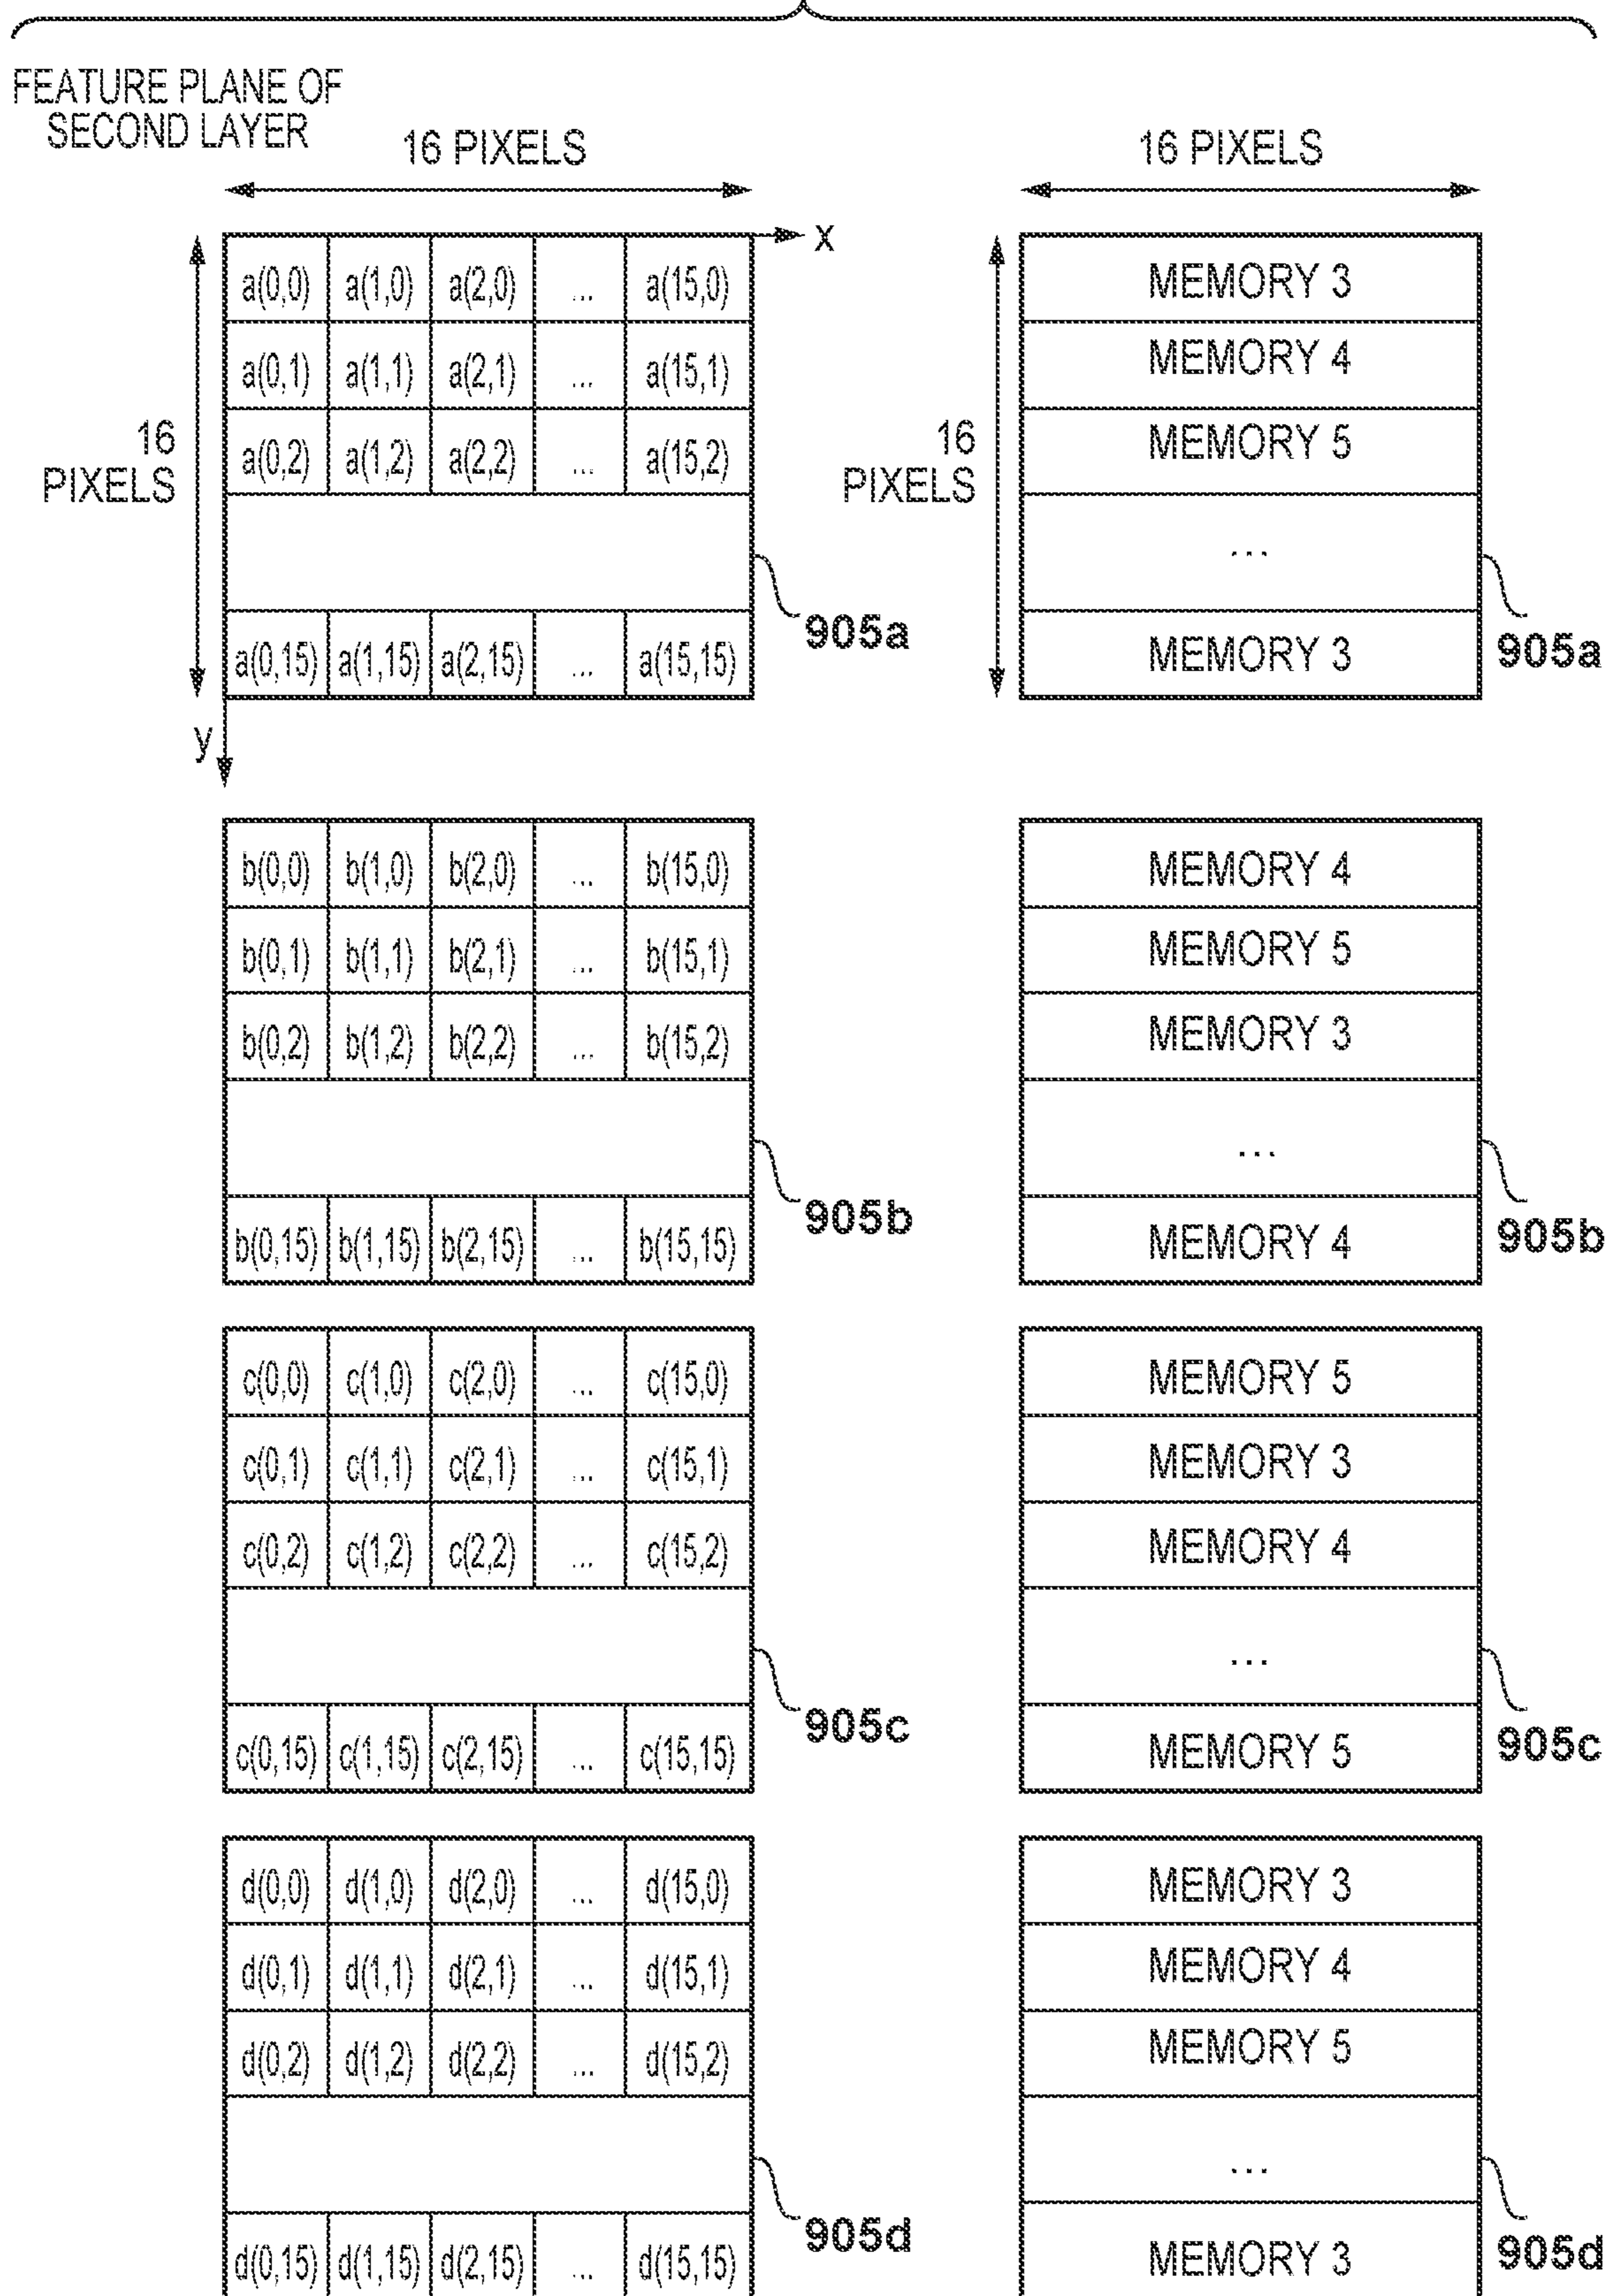 FEATURE PLANE OF
SECOND LAYER
16 PIXELS
16 PIXELS
x
16
PIXELS
a(0,0) a(1,0) a(2,0) ... a(15,0)
a(0,1) a(1,1) a(2,1) ... a(15,1)
a(0,2) a(1,2) a(2,2) ... a(15,2)
a(0,15) a(1,15) a(2,15) ... a(15,15)
905a
y
16
PIXELS
MEMORY 3
MEMORY 4
MEMORY 5
...
MEMORY 3
905a
b(0,0) b(1,0) b(2,0) ... b(15,0)
b(0,1) b(1,1) b(2,1) ... b(15,1)
b(0,2) b(1,2) b(2,2) ... b(15,2)
b(0,15) b(1,15) b(2,15) ... b(15,15)
905b
MEMORY 4
MEMORY 5
MEMORY 3
...
MEMORY 4
905b
c(0,0) c(1,0) c(2,0) ... c(15,0)
c(0,1) c(1,1) c(2,1) ... c(15,1)
c(0,2) c(1,2) c(2,2) ... c(15,2)
c(0,15) c(1,15) c(2,15) ... c(15,15)
905c
MEMORY 5
MEMORY 3
MEMORY 4
...
MEMORY 5
905c
d(0,0) d(1,0) d(2,0) ... d(15,0)
d(0,1) d(1,1) d(2,1) ... d(15,1)
d(0,2) d(1,2) d(2,2) ... d(15,2)
d(0,15) d(1,15) d(2,15) ... d(15,15)
905d
MEMORY 3
MEMORY 4
MEMORY 5
...
MEMORY 3
905d